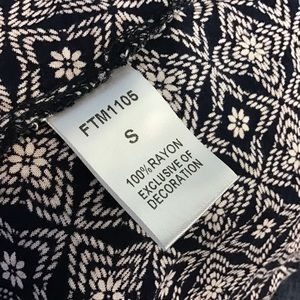 FTM1105
S
100% RAYON
EXCLUSIVE OF
DECORATION